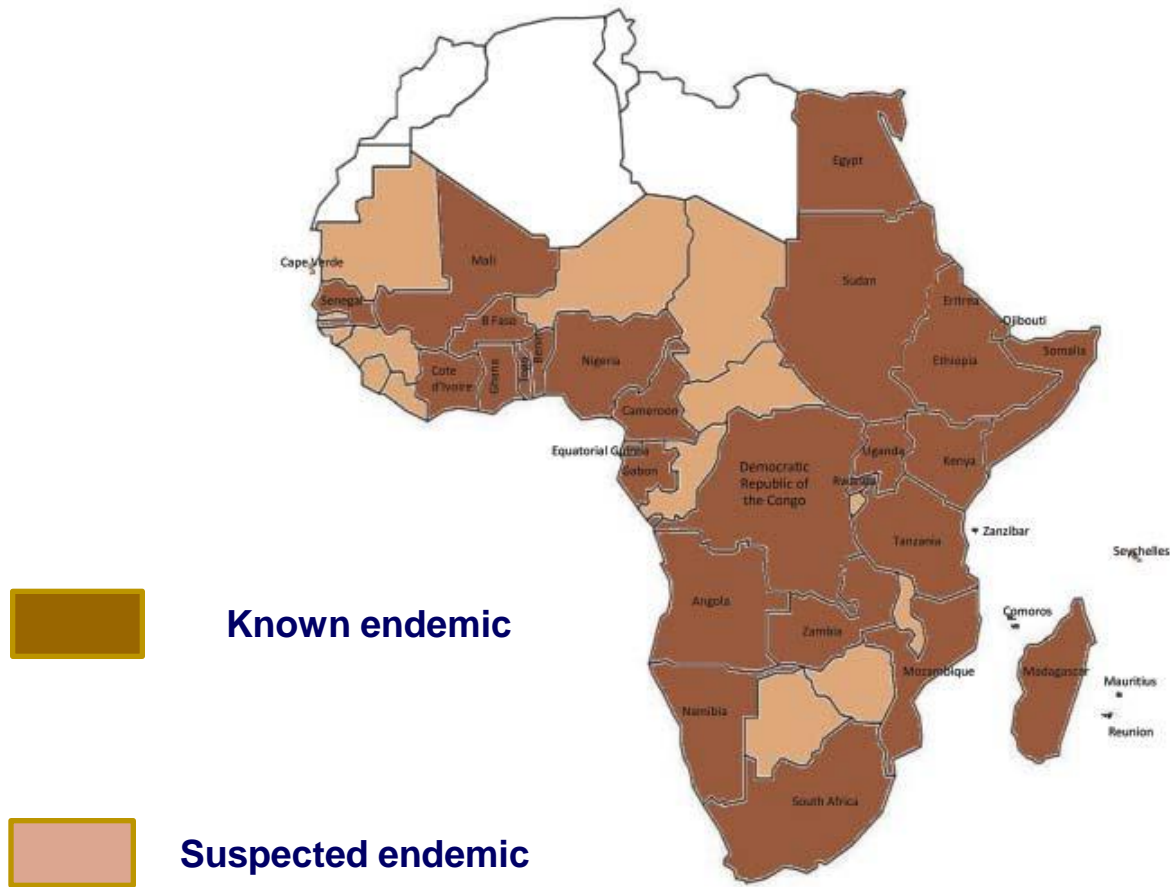 Egypt
Mali
Cape Verde
Sudan
Senegal
Eritrea
B Faso
Djibouti
Benin
Somalia
Nigeria
Ethiopia
Togo
Ghana
Cote
d'Ivoire
Cameroon
Equatorial Guinea
Uganda
Kenya
Gabon
Democratic
Republic of
the Congo
Rwanda
Zanzibar
Tanzania
Seychelles
Angola
Comoros
Known endemic
Zambia
Mozambique
Madagascar
Mauritius
Namibia
Reunion
South Africa
Suspected endemic